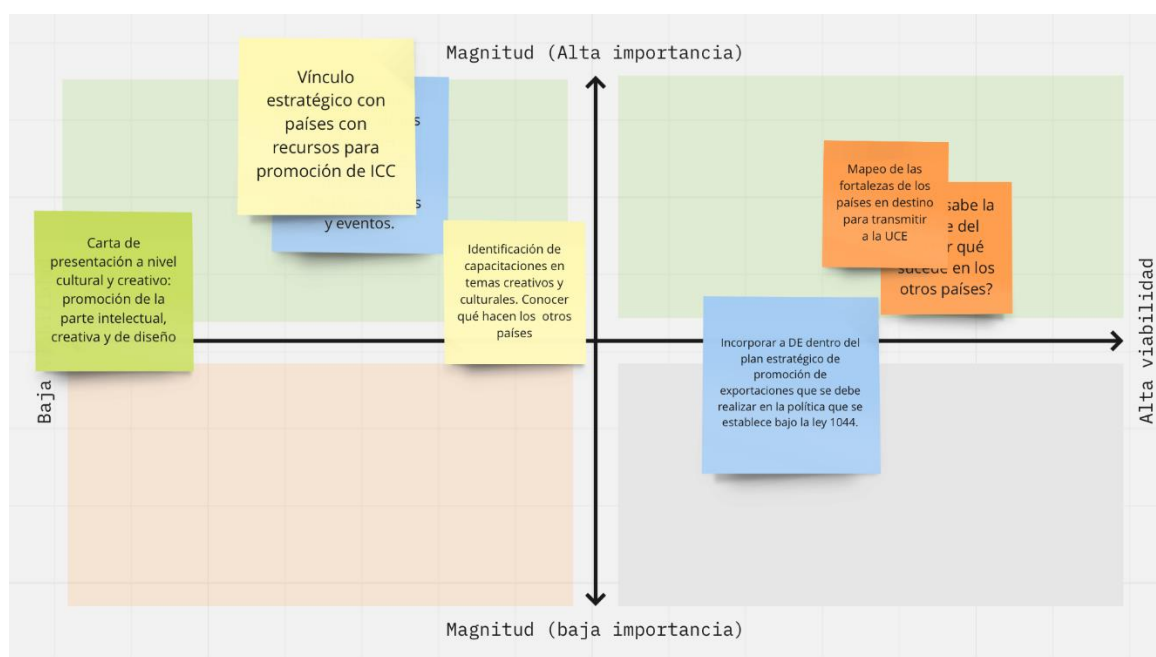 Magnitud (Alta importancia)
Vínculo
estratégico con
países con
recursos para
promoción de ICC
s
s
y eventos.
Carta de
presentación a nivel
cultural y creativo:
promoción de la
parte intelectual,
creativa y de diseño
Identificación de
capacitaciones en
temas creativos y
culturales. Conocer
qué hacen los otros
países
Mapeo de las
fortalezas de los
países en destino
para transmitir
a la UCE
sabe la
e del
r qué
sucede en los
otros países?
Incorporar a DE dentro del
plan estratégico de
promoción de
exportaciones que se debe
realizar en la política que se
establece bajo la ley 1044.
Baja
Alta viabilidad
Magnitud (baja importancia)